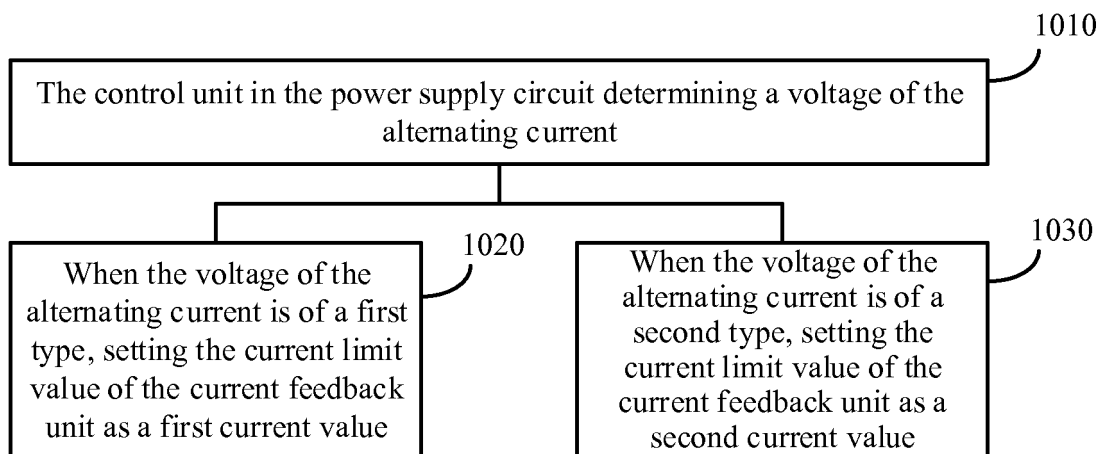 1010
The control unit in the power supply circuit determining a voltage of the
alternating current
1020
When the voltage of the
alternating current is of a first
type, setting the current limit
value of the current feedback
unit as a first current value
1030
When the voltage of the
alternating current is of a
second type, setting the
current limit value of the
current feedback unit as a
second current value